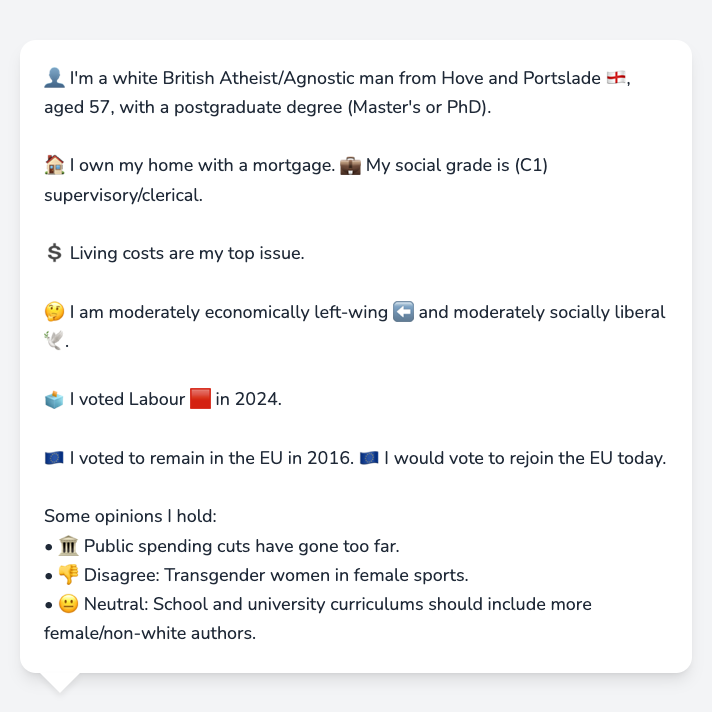 👤 I'm a white British Atheist/Agnostic man from Hove and Portslade 🏴󠁧󠁢󠁥󠁮󠁧󠁿,
aged 57, with a postgraduate degree (Master's or PhD).
🏠 I own my home with a mortgage. 💼 My social grade is (C1)
supervisory/clerical.
💲 Living costs are my top issue.
🤔 I am moderately economically left-wing ⬅️ and moderately socially liberal
🕊️.
🗳️ I voted Labour 🟥 in 2024.
🇪🇺 I voted to remain in the EU in 2016. 🇪🇺 I would vote to rejoin the EU today.
Some opinions I hold:
• 🏛️ Public spending cuts have gone too far.
• 👎 Disagree: Transgender women in female sports.
• 😐 Neutral: School and university curriculums should include more
female/non-white authors.